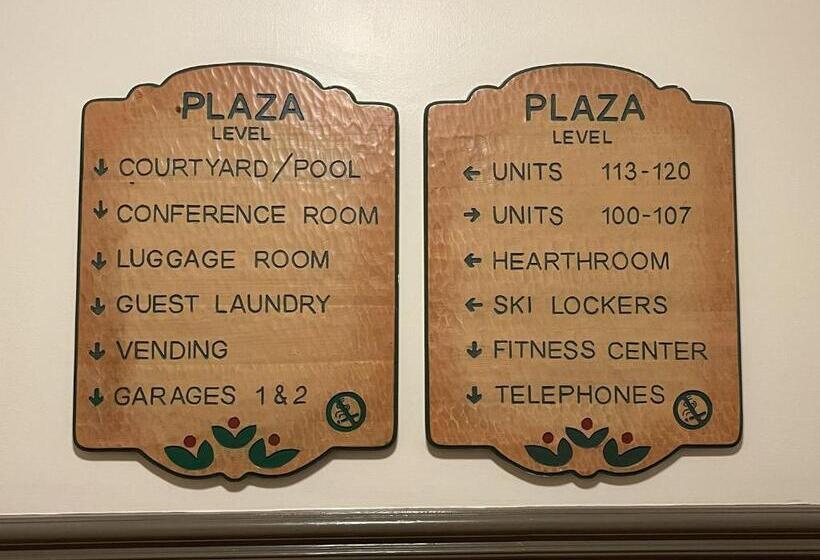 PLAZA
LEVEL
↓ COURTYARD/POOL
↓ CONFERENCE ROOM
↓ LUGGAGE ROOM
↓ GUEST LAUNDRY
↓ VENDING
↓ GARAGES 1 & 2
PLAZA
LEVEL
← UNITS 113-120
→ UNITS 100-107
← HEARTHROOM
← SKI LOCKERS
↓ FITNESS CENTER
↓ TELEPHONES